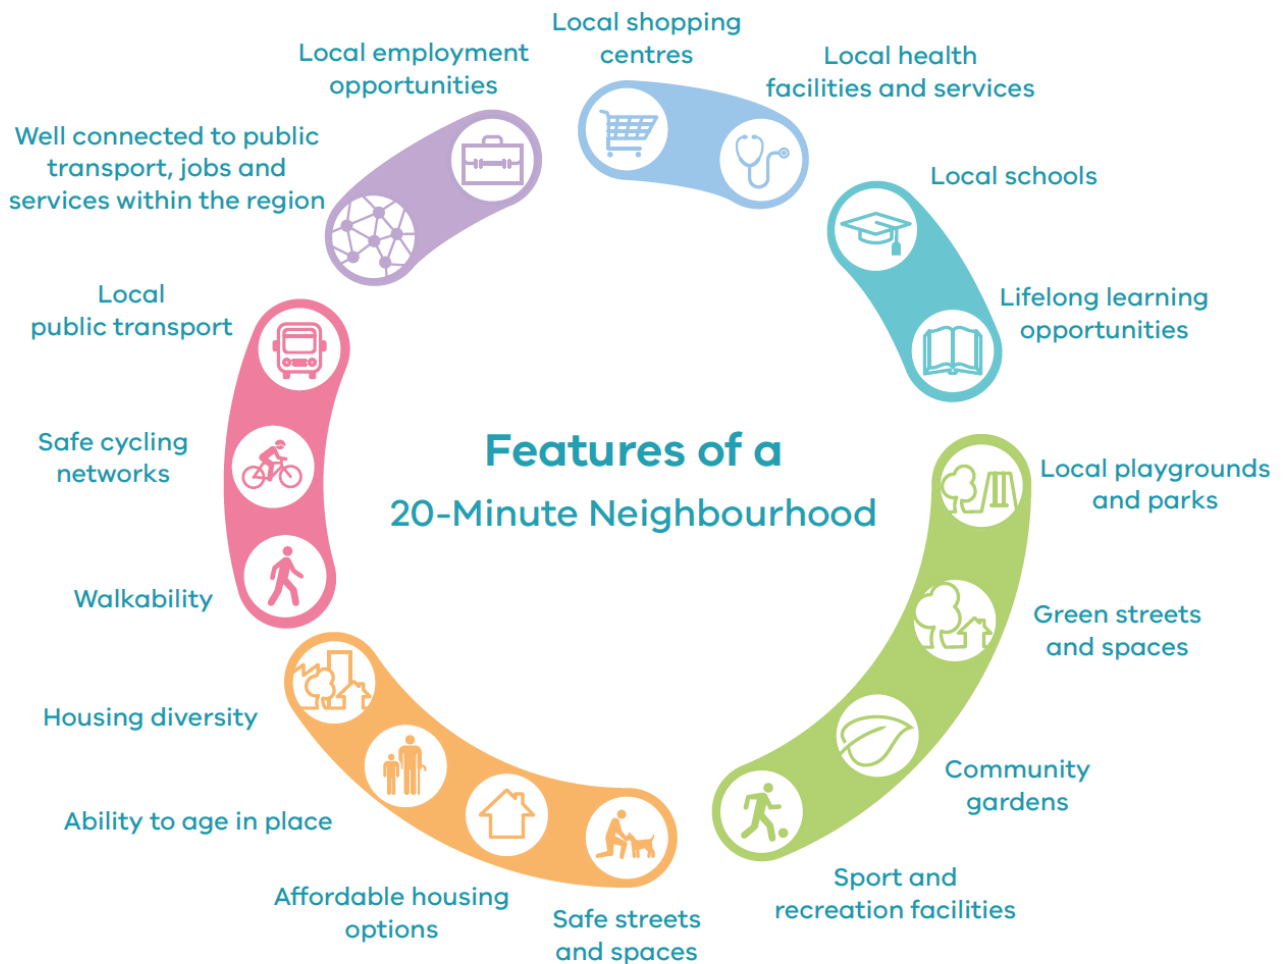 Local shopping
centres
Local health
facilities and services
Local schools
Lifelong learning
opportunities
Local playgrounds
and parks
Green streets
and spaces
Community
gardens
Sport and
recreation facilities
Safe streets
and spaces
Affordable housing
options
Ability to age in place
Housing diversity
Walkability
Safe cycling
networks
Local
public transport
Well connected to public
transport, jobs and
services within the region
Local employment
opportunities
Features of a
20-Minute Neighbourhood